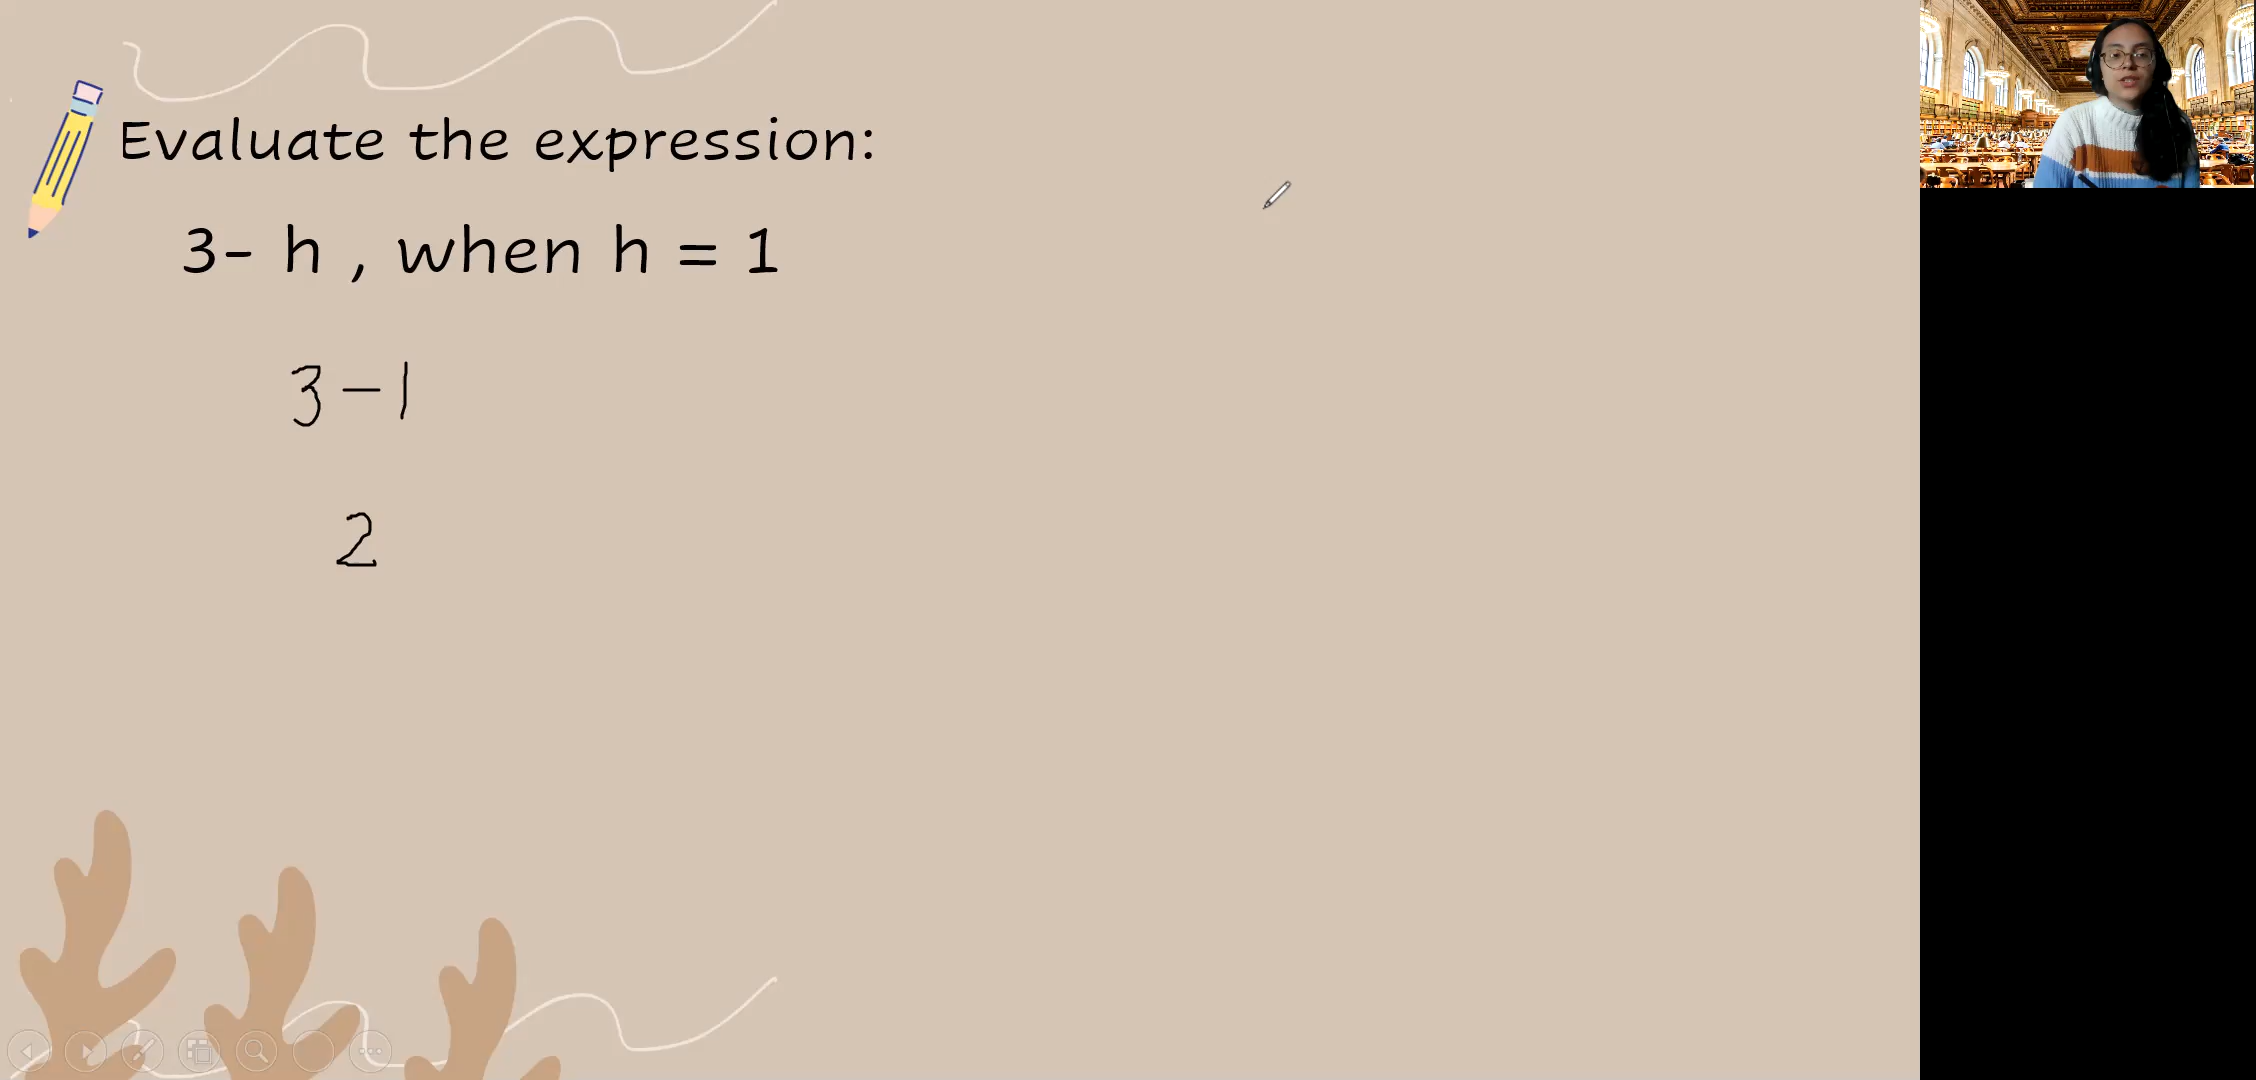 Evaluate the expression:
3- h , when h = 1
3 - 1
2